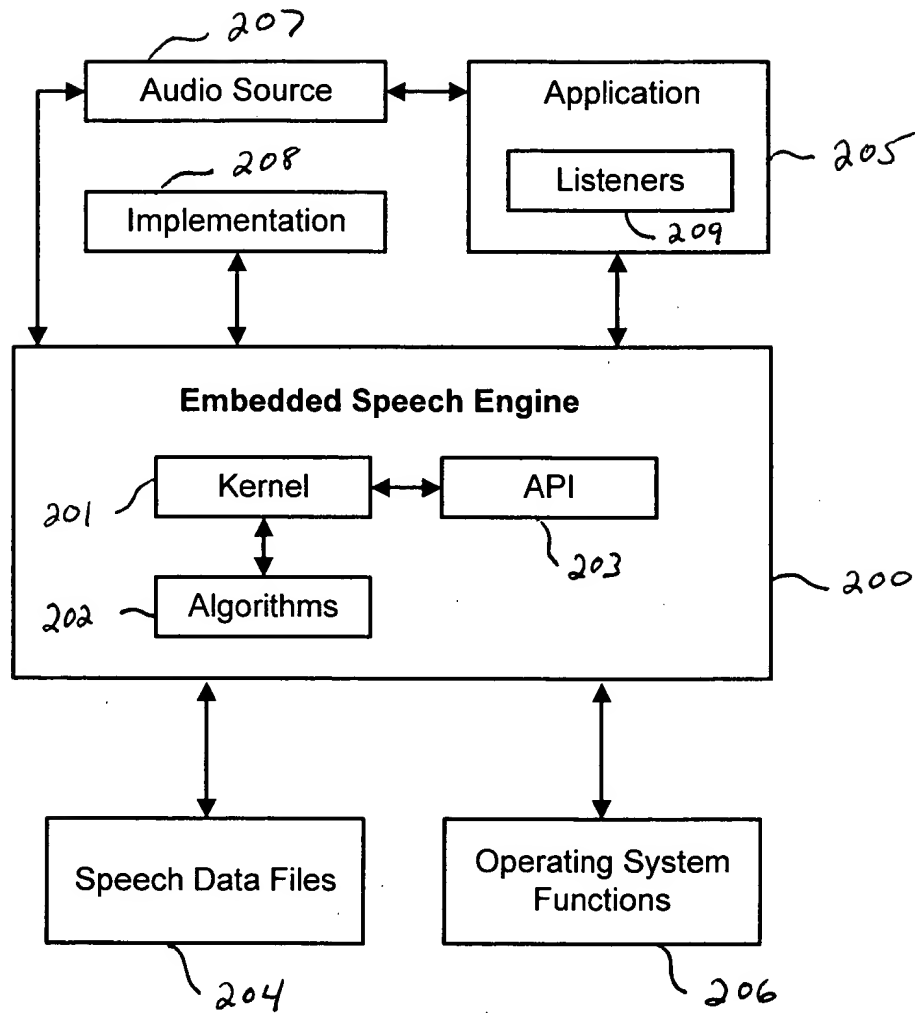 207
Audio Source
Application
205
208
Listeners
Implementation
209
Embedded Speech Engine
Kernel
API
201
203
200
Algorithms
202
Speech Data Files
Operating System
Functions
204
206